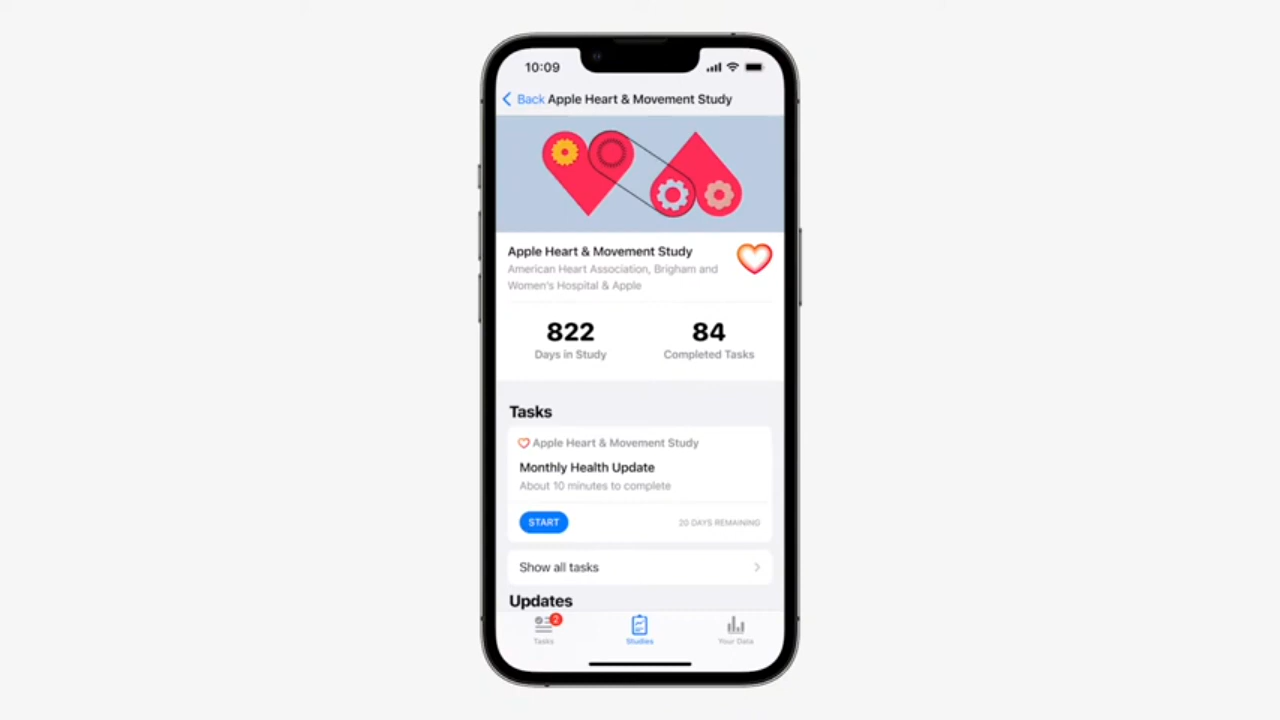 10:09
Back Apple Heart & Movement Study
Apple Heart & Movement Study
American Heart Association, Brigham and
Women's Hospital & Apple
822
Days in Study
84
Completed Tasks
Tasks
Apple Heart & Movement Study
Monthly Health Update
About 10 minutes to complete
START
20 DAYS REMAINING
Show all tasks
Updates
2
Tasks
Studies
Your Data